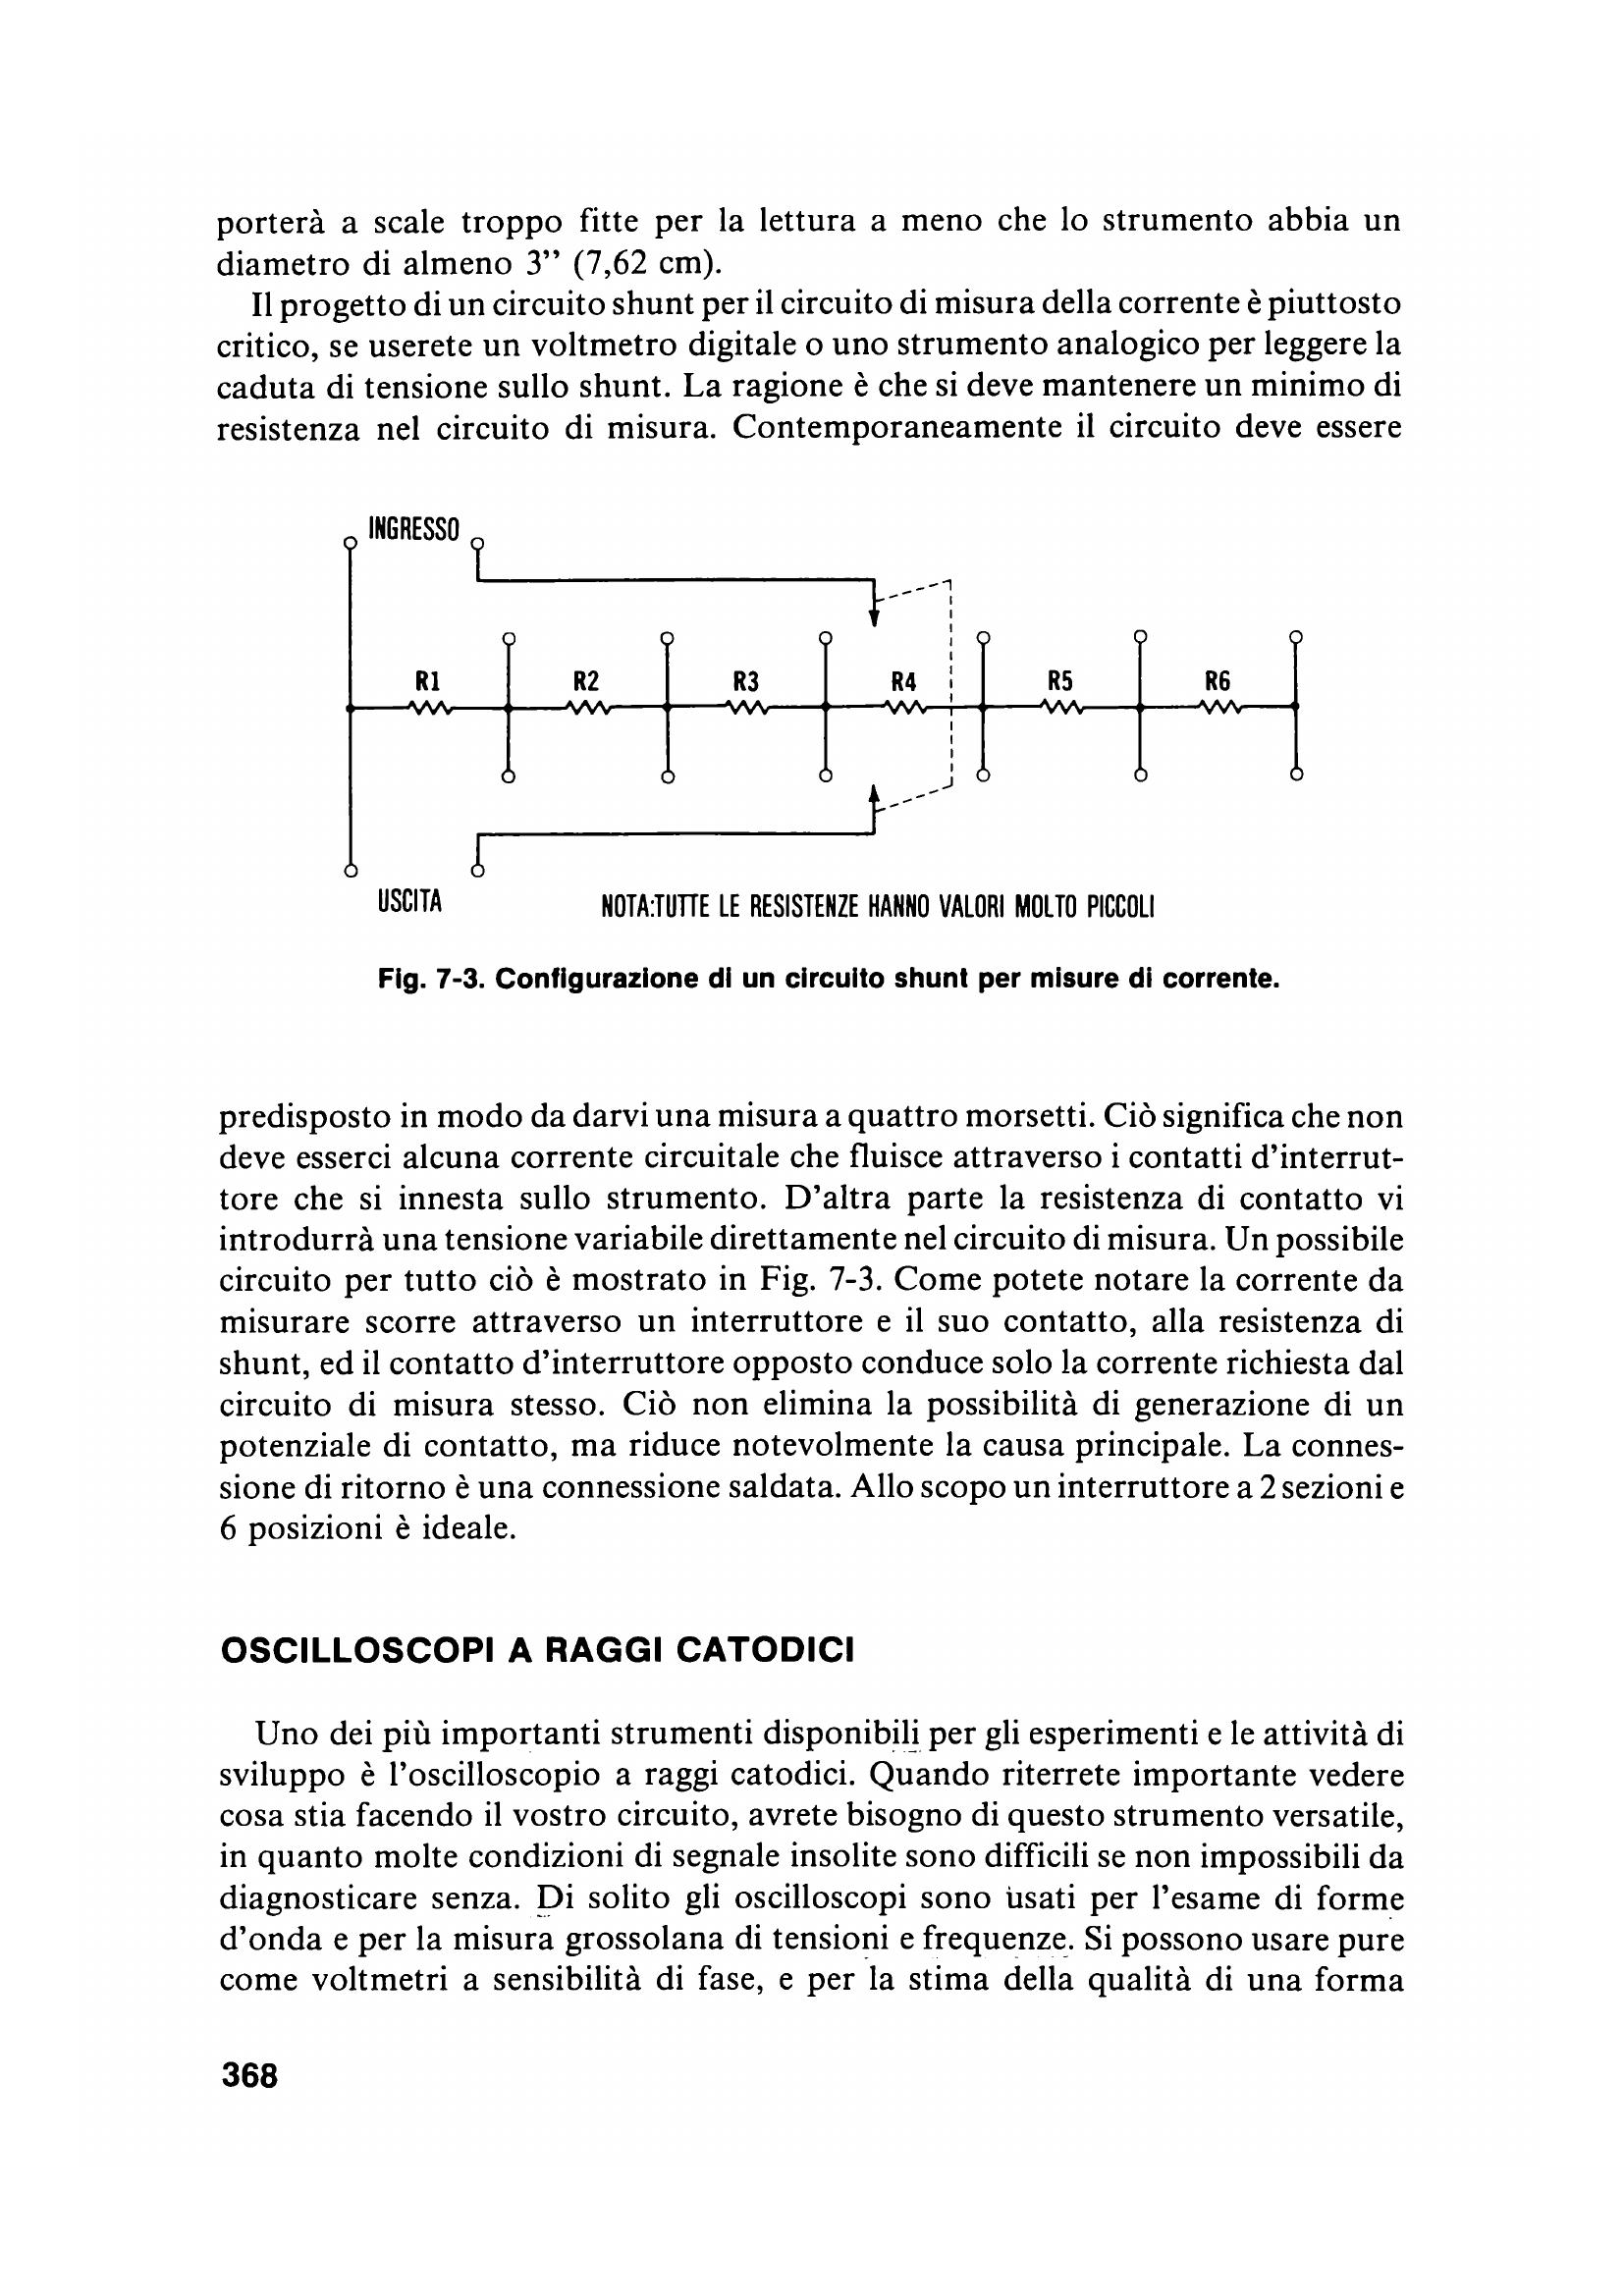 porterà a scale troppo fitte per la lettura a meno che lo strumento abbia un
diametro di almeno 3” (7,62 cm).
Il progetto di un circuito shunt per il circuito di misura della corrente è piuttosto
critico, se userete un voltmetro digitale o uno strumento analogico per leggere la
caduta di tensione sullo shunt. La ragione è che si deve mantenere un minimo di
resistenza nel circuito di misura. Contemporaneamente il circuito deve essere
INGRESSO
R1 R2 R3 R4 R5 R6
USCITA
NOTA:TUTTE LE RESISTENZE HANNO VALORI MOLTO PICCOLI
Fig. 7-3. Configurazione di un circuito shunt per misure di corrente.
predisposto in modo da darvi una misura a quattro morsetti. Ciò significa che non
deve esserci alcuna corrente circuitale che fluisce attraverso i contatti d’interrut-
tore che si innesta sullo strumento. D’altra parte la resistenza di contatto vi
introdurrà una tensione variabile direttamente nel circuito di misura. Un possibile
circuito per tutto ciò è mostrato in Fig. 7-3. Come potete notare la corrente da
misurare scorre attraverso un interruttore e il suo contatto, alla resistenza di
shunt, ed il contatto d’interruttore opposto conduce solo la corrente richiesta dal
circuito di misura stesso. Ciò non elimina la possibilità di generazione di un
potenziale di contatto, ma riduce notevolmente la causa principale. La connes-
sione di ritorno è una connessione saldata. Allo scopo un interruttore a 2 sezioni e
6 posizioni è ideale.
OSCILLOSCOPI A RAGGI CATODICI
Uno dei più importanti strumenti disponibili per gli esperimenti e le attività di
sviluppo è l’oscilloscopio a raggi catodici. Quando riterrete importante vedere
cosa stia facendo il vostro circuito, avrete bisogno di questo strumento versatile,
in quanto molte condizioni di segnale insolite sono difficili se non impossibili da
diagnosticare senza. Di solito gli oscilloscopi sono usati per l’esame di forme
d’onda e per la misura grossolana di tensioni e frequenze. Si possono usare pure
come voltmetri a sensibilità di fase, e per la stima della qualità di una forma
368